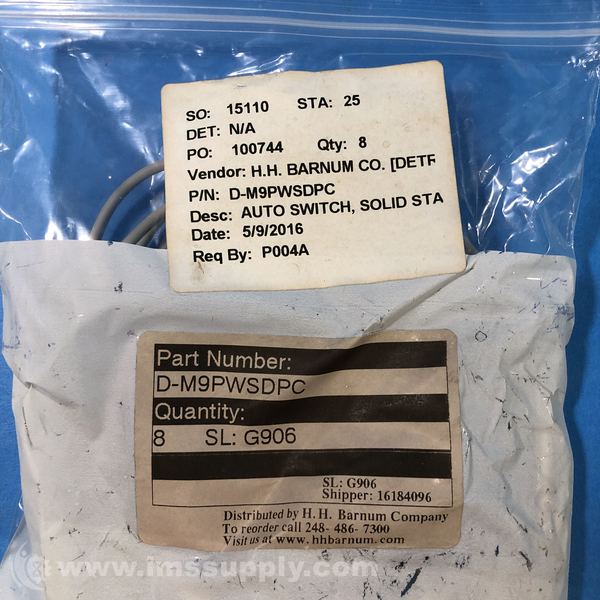 SO: 15110 STA: 25
DET: N/A
PO: 100744 Qty: 8
Vendor: H.H. BARNUM CO. [DETR
P/N: D-M9PWSDPC
Desc: AUTO SWITCH, SOLID STA
Date: 5/9/2016
Req By: P004A
Part Number:
D-M9PWSDPC
Quantity:
8 SL: G906
SL: G906
Shipper: 16184096
Distributed by H. H. Barnum Company
To reorder call 248- 486- 7300
Visit us at www.hhbarnum.com
www.imssupply.com